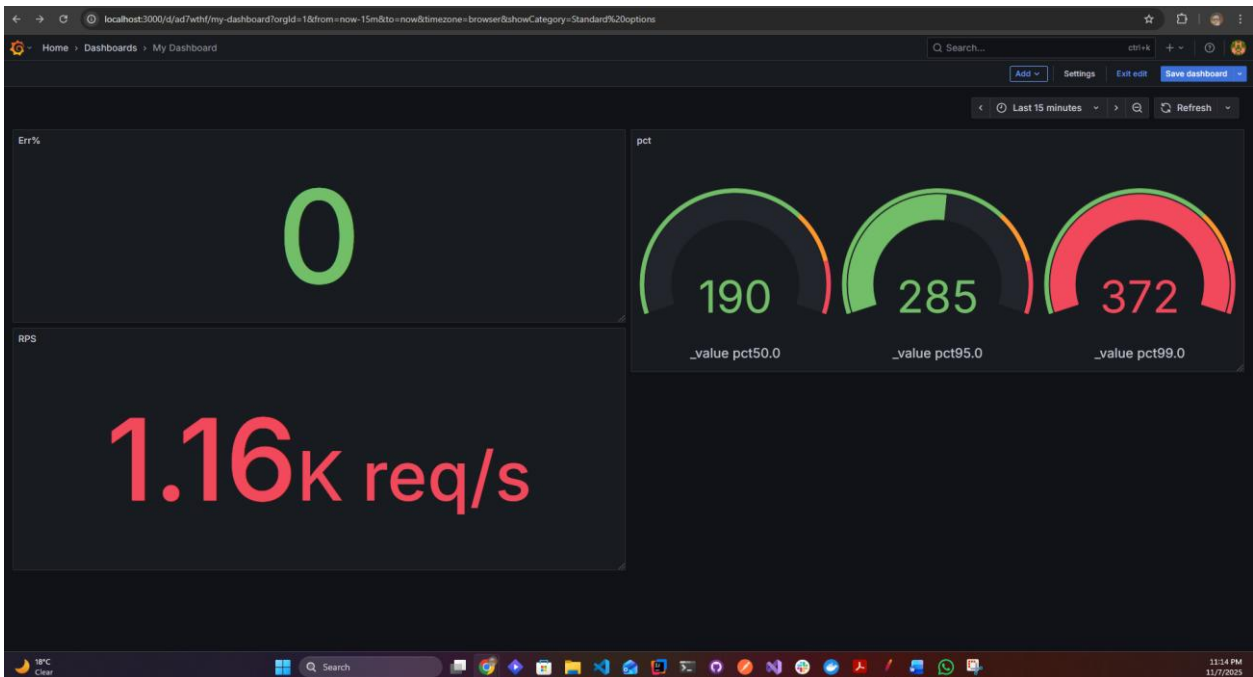 localhost:3000/d/ad7wthf/my-dashboard?orgId=1&from=now-15m&to=now&timezone=browser&showCategory=Standard%20options
Home › Dashboards › My Dashboard
Search...
ctrl+k
Add
Settings
Exit edit
Save dashboard
Last 15 minutes
Refresh
Err%
0
pct
190
285
372
_value pct50.0
_value pct95.0
_value pct99.0
RPS
1.16K req/s
18°C
Clear
Search
11:14 PM
11/7/2025